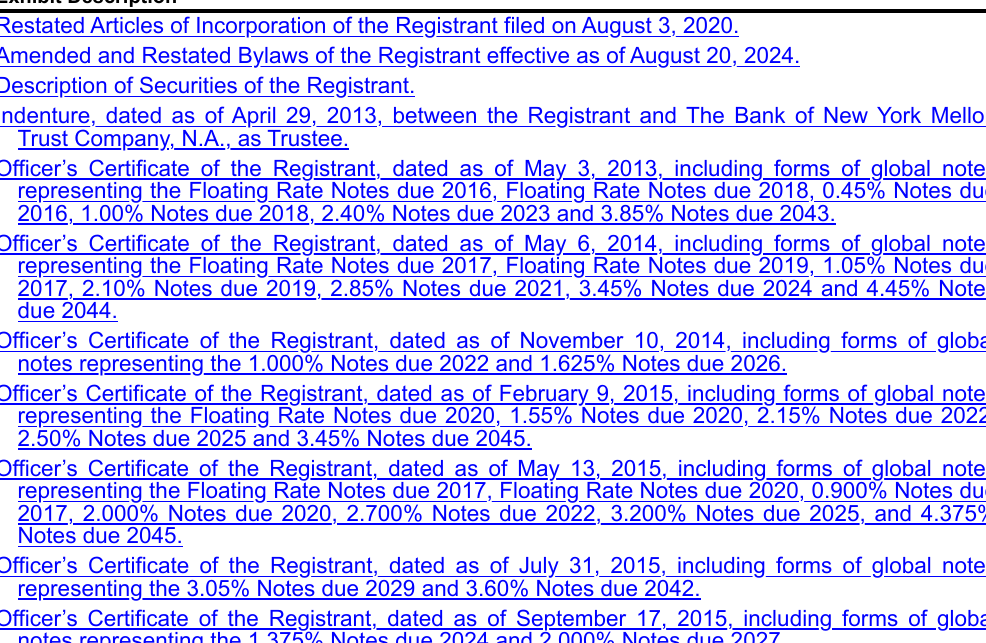 Exhibit Description
Restated Articles of Incorporation of the Registrant filed on August 3, 2020.
Amended and Restated Bylaws of the Registrant effective as of August 20, 2024.
Description of Securities of the Registrant.
Indenture, dated as of April 29, 2013, between the Registrant and The Bank of New York Mello
Trust Company, N.A., as Trustee.
Officer’s Certificate of the Registrant, dated as of May 3, 2013, including forms of global note
representing the Floating Rate Notes due 2016, Floating Rate Notes due 2018, 0.45% Notes du
2016, 1.00% Notes due 2018, 2.40% Notes due 2023 and 3.85% Notes due 2043.
Officer’s Certificate of the Registrant, dated as of May 6, 2014, including forms of global note
representing the Floating Rate Notes due 2017, Floating Rate Notes due 2019, 1.05% Notes du
2017, 2.10% Notes due 2019, 2.85% Notes due 2021, 3.45% Notes due 2024 and 4.45% Note
due 2044.
Officer’s Certificate of the Registrant, dated as of November 10, 2014, including forms of globa
notes representing the 1.000% Notes due 2022 and 1.625% Notes due 2026.
Officer’s Certificate of the Registrant, dated as of February 9, 2015, including forms of global note
representing the Floating Rate Notes due 2020, 1.55% Notes due 2020, 2.15% Notes due 2022
2.50% Notes due 2025 and 3.45% Notes due 2045.
Officer’s Certificate of the Registrant, dated as of May 13, 2015, including forms of global note
representing the Floating Rate Notes due 2017, Floating Rate Notes due 2020, 0.900% Notes du
2017, 2.000% Notes due 2020, 2.700% Notes due 2022, 3.200% Notes due 2025, and 4.375%
Notes due 2045.
Officer’s Certificate of the Registrant, dated as of July 31, 2015, including forms of global note
representing the 3.05% Notes due 2029 and 3.60% Notes due 2042.
Officer’s Certificate of the Registrant, dated as of September 17, 2015, including forms of globa
notes representing the 1.375% Notes due 2024 and 2.000% Notes due 2027.